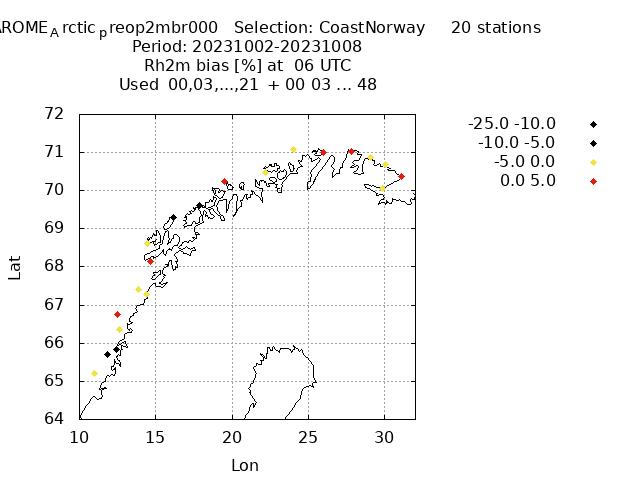 AROME_Arctic_preop2mbr000 Selection: CoastNorway 20 stations
Period: 20231002-20231008
Rh2m bias [%] at 06 UTC
Used 00,03,...,21 + 00 03 ... 48
-25.0 -10.0
-10.0 -5.0
-5.0 0.0
0.0 5.0
72
71
70
69
68
67
66
65
64
Lat
10 15 20 25 30
Lon